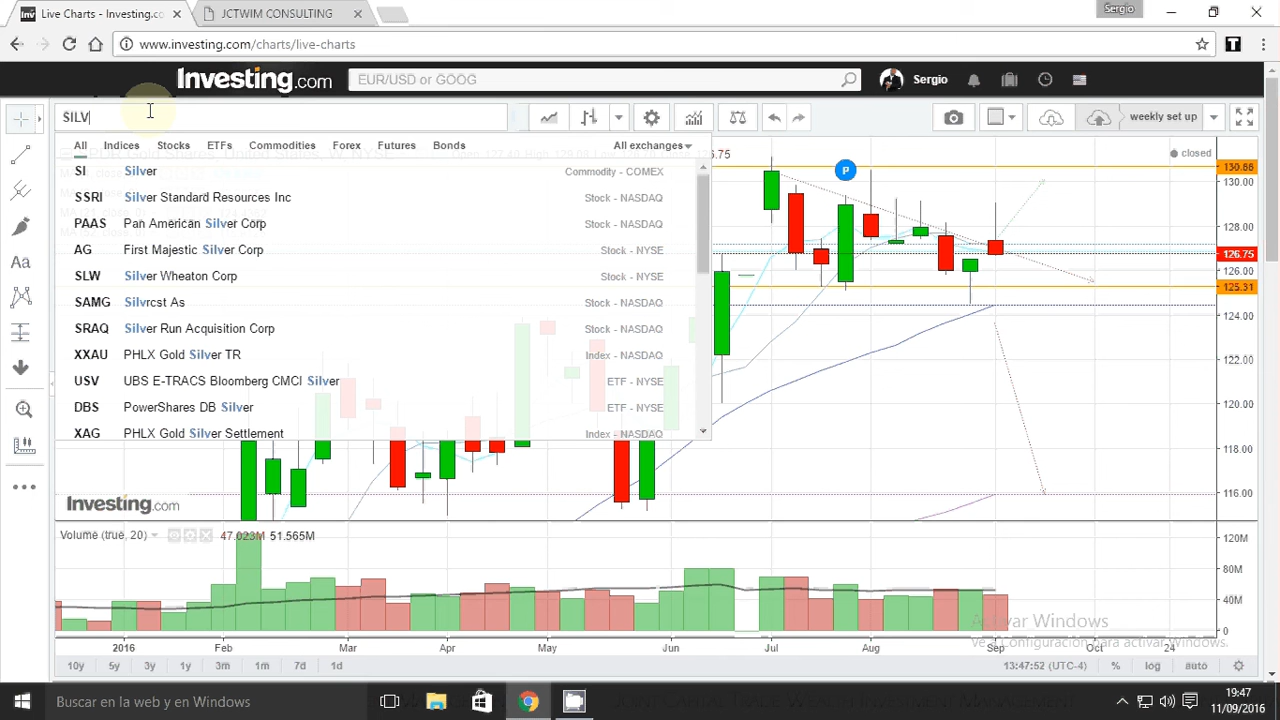 Live Charts - Investing.co
JCTWIM CONSULTING
Sergio
www.investing.com/charts/live-charts
Investing.com
EUR/USD or GOOG
Sergio
SILV
weekly set up
All Indices Stocks ETFs Commodities Forex Futures Bonds All exchanges
closed
SI Silver Commodity - COMEX
SSRI Silver Standard Resources Inc Stock - NASDAQ
PAAS Pan American Silver Corp Stock - NASDAQ
AG First Majestic Silver Corp Stock - NYSE
SLW Silver Wheaton Corp Stock - NYSE
SAMG Silvrcst As Stock - NASDAQ
SRAQ Silver Run Acquisition Corp Stock - NASDAQ
XXAU PHLX Gold Silver TR Index - NASDAQ
USV UBS E-TRACS Bloomberg CMCI Silver ETF - NYSE
DBS PowerShares DB Silver ETF - NYSE
XAG PHLX Gold Silver Settlement Index - NASDAQ
P
130.68
130.00
128.00
126.75
126.00
125.31
124.00
122.00
120.00
118.00
116.00
Investing.com
Volume (true, 20) 47.023M 51.565M
120M
80M
40M
0
Activar Windows
Ve a Configuración para activar Windows.
2016 Feb Mar Apr May Jun Jul Aug Sep Oct 24
10y 5y 3y 1y 3m 1m 7d 1d 13:47:52 (UTC-4) % log auto
Buscar en la web y en Windows
19:47
11/09/2016